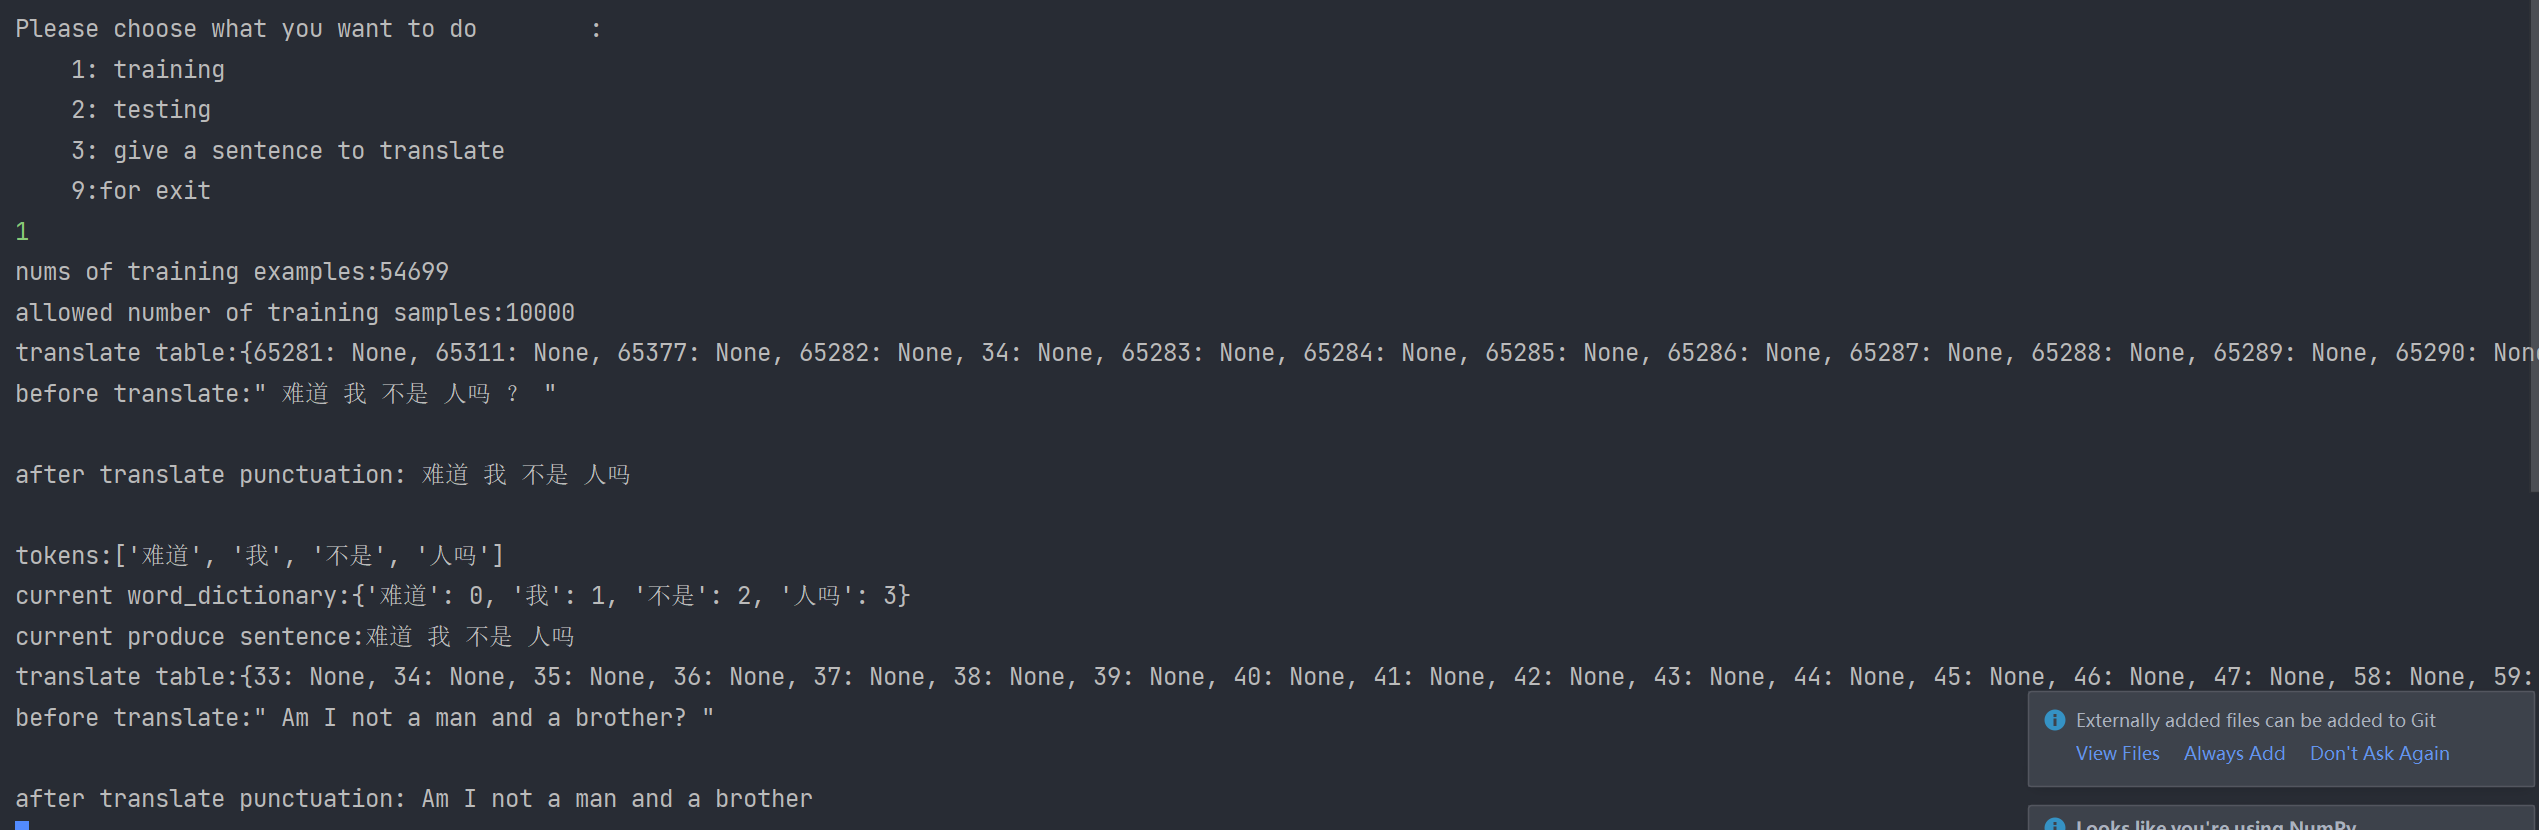 Please choose what you want to do        :
    1: training
    2: testing
    3: give a sentence to translate
    9:for exit
1
nums of training examples:54699
allowed number of training samples:10000
translate table:{65281: None, 65311: None, 65377: None, 65282: None, 34: None, 65283: None, 65284: None, 65285: None, 65286: None, 65287: None, 65288: None, 65289: None, 65290:
before translate:" 难道 我 不是 人吗 ？ "
after translate punctuation: 难道 我 不是 人吗
tokens:['难道', '我', '不是', '人吗']
current word_dictionary:{'难道': 0, '我': 1, '不是': 2, '人吗': 3}
current produce sentence:难道 我 不是 人吗
translate table:{33: None, 34: None, 35: None, 36: None, 37: None, 38: None, 39: None, 40: None, 41: None, 42: None, 43: None, 44: None, 45: None, 46: None, 47: None, 58: None, 59:
before translate:" Am I not a man and a brother? "
after translate punctuation: Am I not a man and a brother
Externally added files can be added to Git
View Files Always Add Don't Ask Again
Looks like you're using NumPy